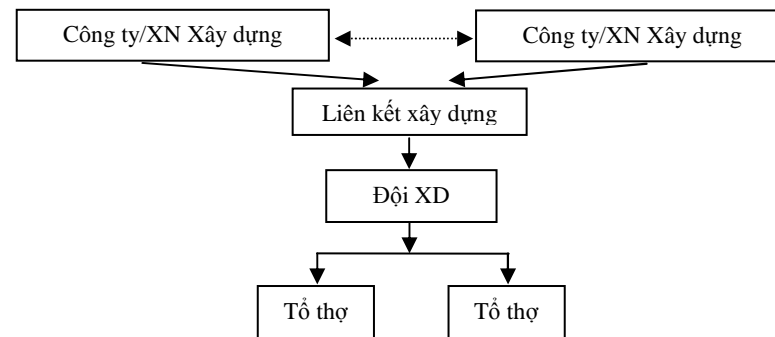 Công ty/XN Xây dựng
Công ty/XN Xây dựng
Liên kết xây dựng
Đội XD
Tổ thợ
Tổ thợ